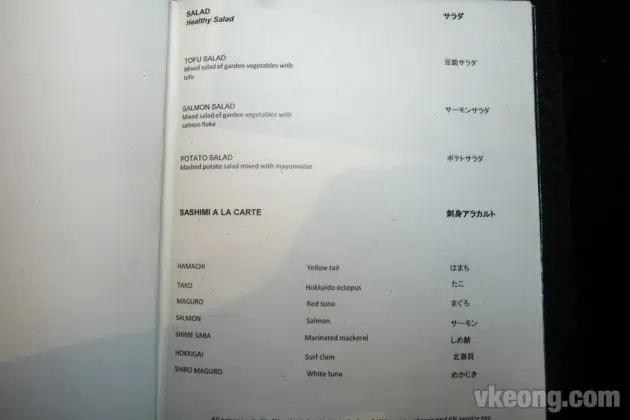 SALAD サラダ
Healthy Salad
TOFU SALAD 豆腐サラダ
Mixed salad of garden vegetables with
tofu
SALMON SALAD サーモンサラダ
Mixed salad of garden vegetables with
salmon flake
POTATO SALAD ポテトサラダ
Mashed potato salad mixed with mayonnaise
SASHIMI A LA CARTE 刺身アラカルト
HAMACHI Yellow tail はまち
TAKO Hokkaido octopus たこ
MAGURO Red tuna まぐろ
SALMON Salmon サーモン
SHIME SABA Marinated mackerel しめ鯖
HOKKIGAI Surf clam 北寄貝
SHIRO MAGURO White tuna めかじき
vkeong.com